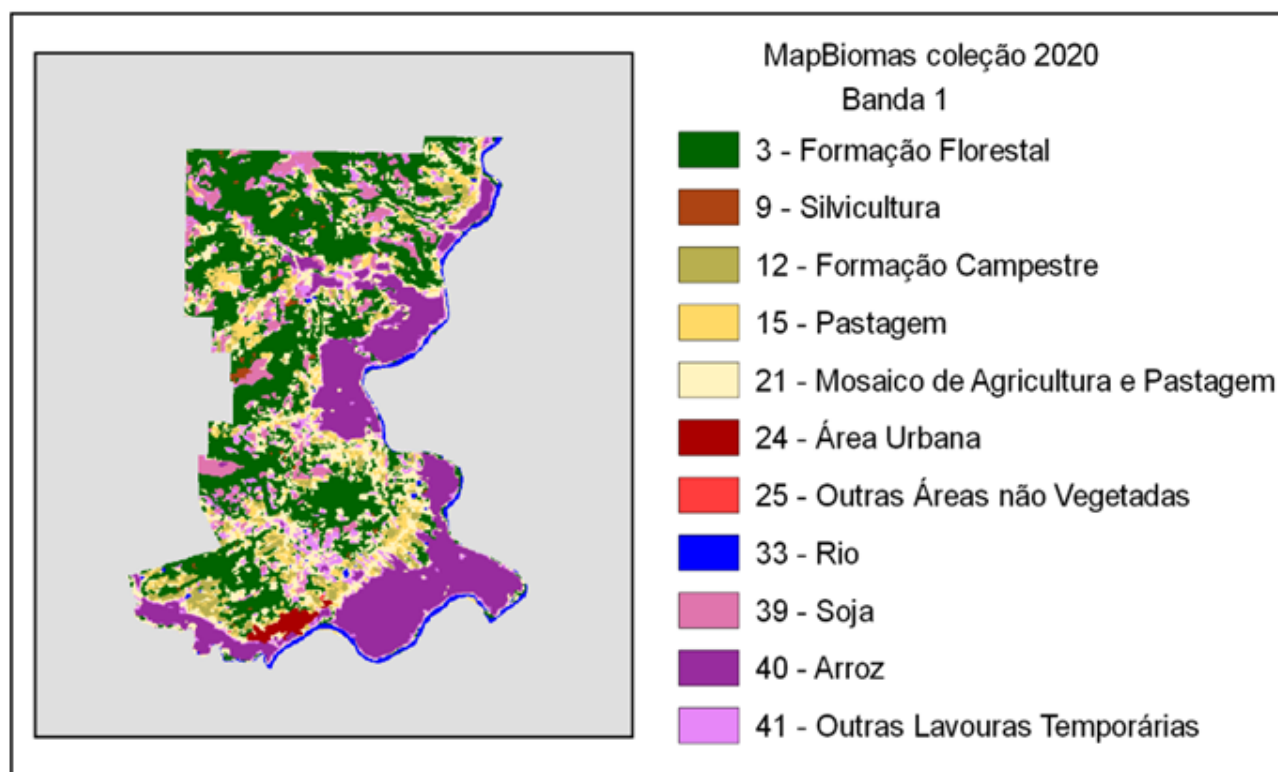 MapBiomas coleção 2020
Banda 1
3 - Formação Florestal
9 - Silvicultura
12 - Formação Campestre
15 - Pastagem
21 - Mosaico de Agricultura e Pastagem
24 - Área Urbana
25 - Outras Áreas não Vegetadas
33 - Rio
39 - Soja
40 - Arroz
41 - Outras Lavouras Temporárias